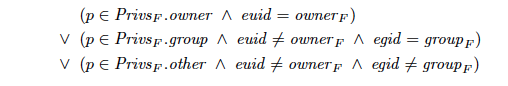 (p ∈ Privs_F.owner ∧ euid = owner_F)
∨ (p ∈ Privs_F.group ∧ euid ≠ owner_F ∧ egid = group_F)
∨ (p ∈ Privs_F.other ∧ euid ≠ owner_F ∧ egid ≠ group_F)